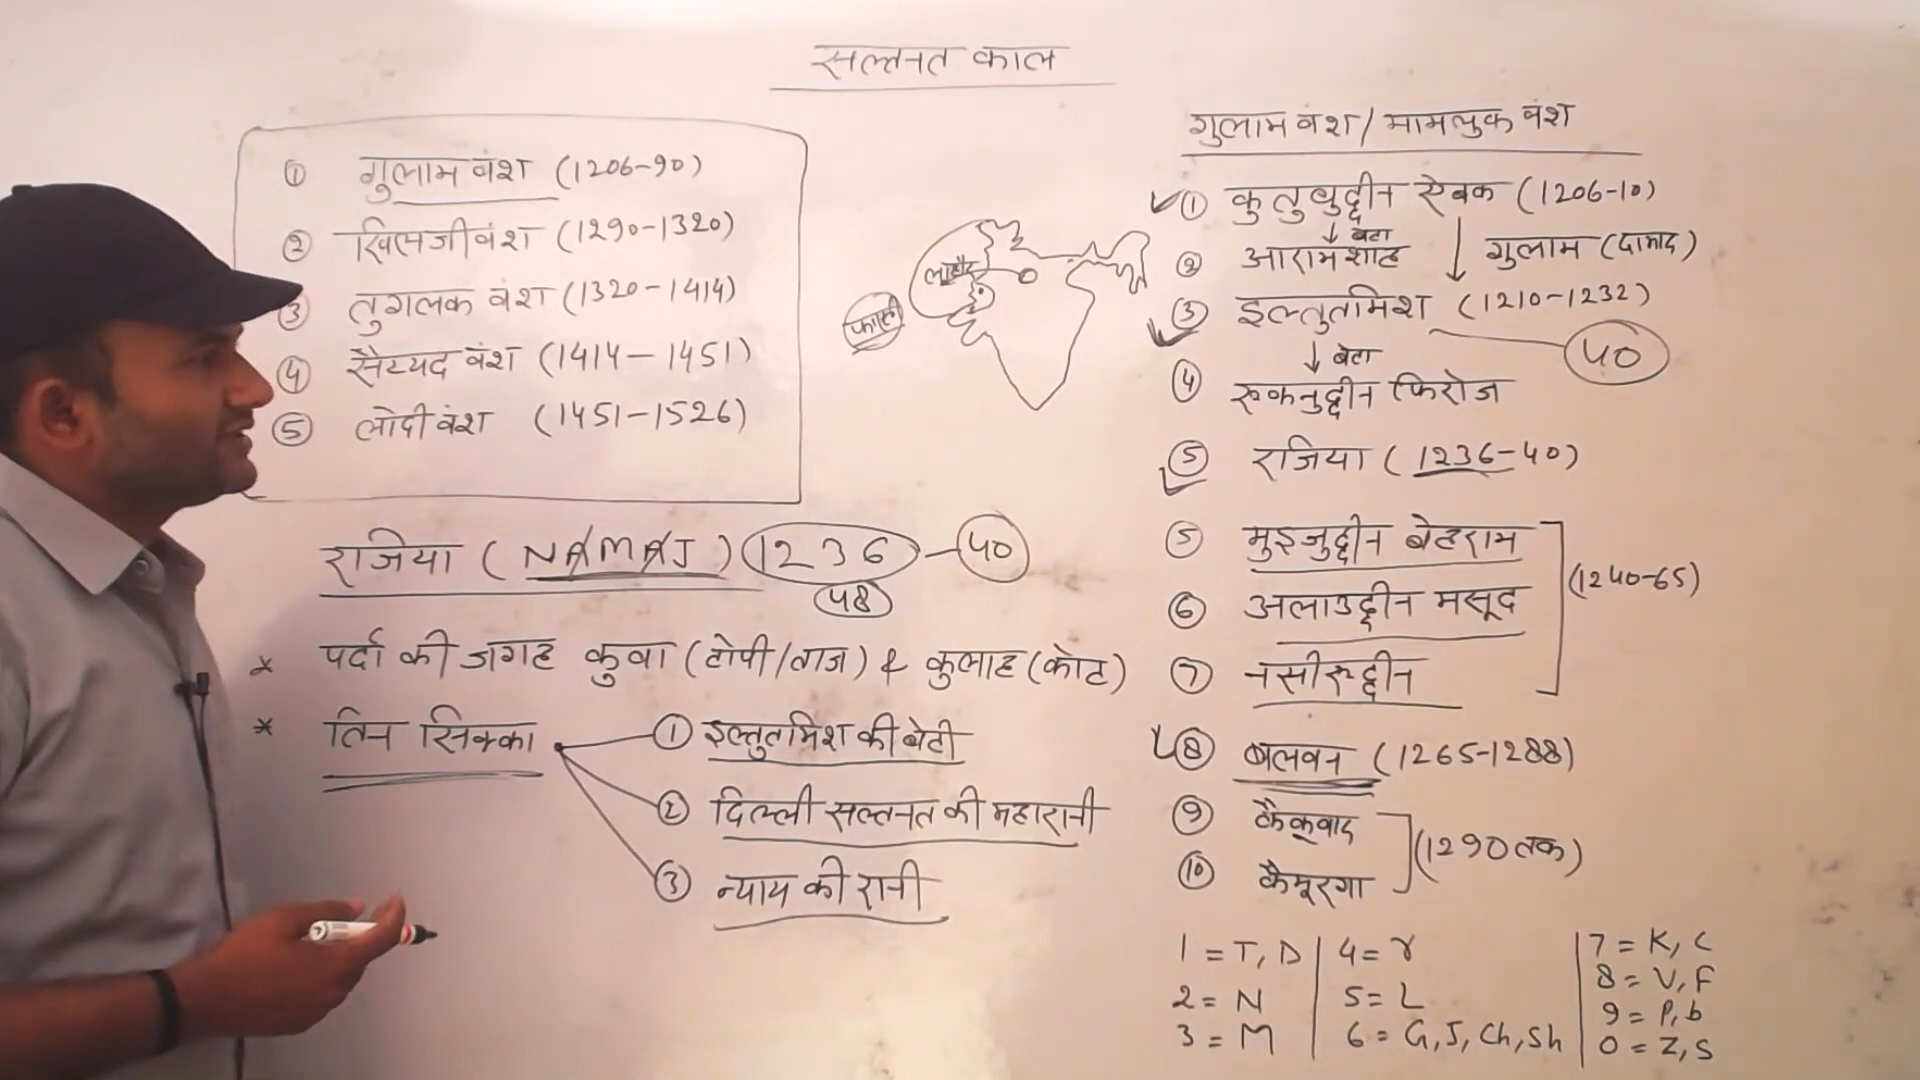 सल्तनत काल
① गुलाम वंश (1206-90)
② खिलजी वंश (1290-1320)
③ तुगलक वंश (1320-1414)
④ सैय्यद वंश (1414-1451)
⑤ लोदी वंश (1451-1526)
लाहौर
राजिया (NAMAJ) 1236 - 40
48
* पर्दा की जगह कुवा (टोपी/ताज) & कुलाह (कोट)
* तिन सिक्का
① इल्तुतमिश की बेटी
② दिल्ली सल्तनत की महारानी
③ न्याय की रानी
गुलाम वंश / मामलुक वंश
① कुतुबुद्दीन ऐबक (1206-10)
↓ बेटा
② आरामशाह ↓ गुलाम (दामाद)
③ इल्तुतमिश (1210-1232)
40
↓ बेटा
④ रुकनुद्दीन फिरोज
⑤ राजिया (1236-40)
⑤ मुइजुद्दीन बेहराम
⑥ अलाउद्दीन मसूद (1240-65)
⑦ नसीरुद्दीन
⑧ बलवन (1265-1288)
⑨ कैकूवाद
⑩ कैमूरगा (1290 तक)
1 = T, D | 4 = r | 7 = K, C
2 = N | 5 = L | 8 = V, F
3 = M | 6 = G, J, Ch, Sh | 9 = P, b
0 = Z, S